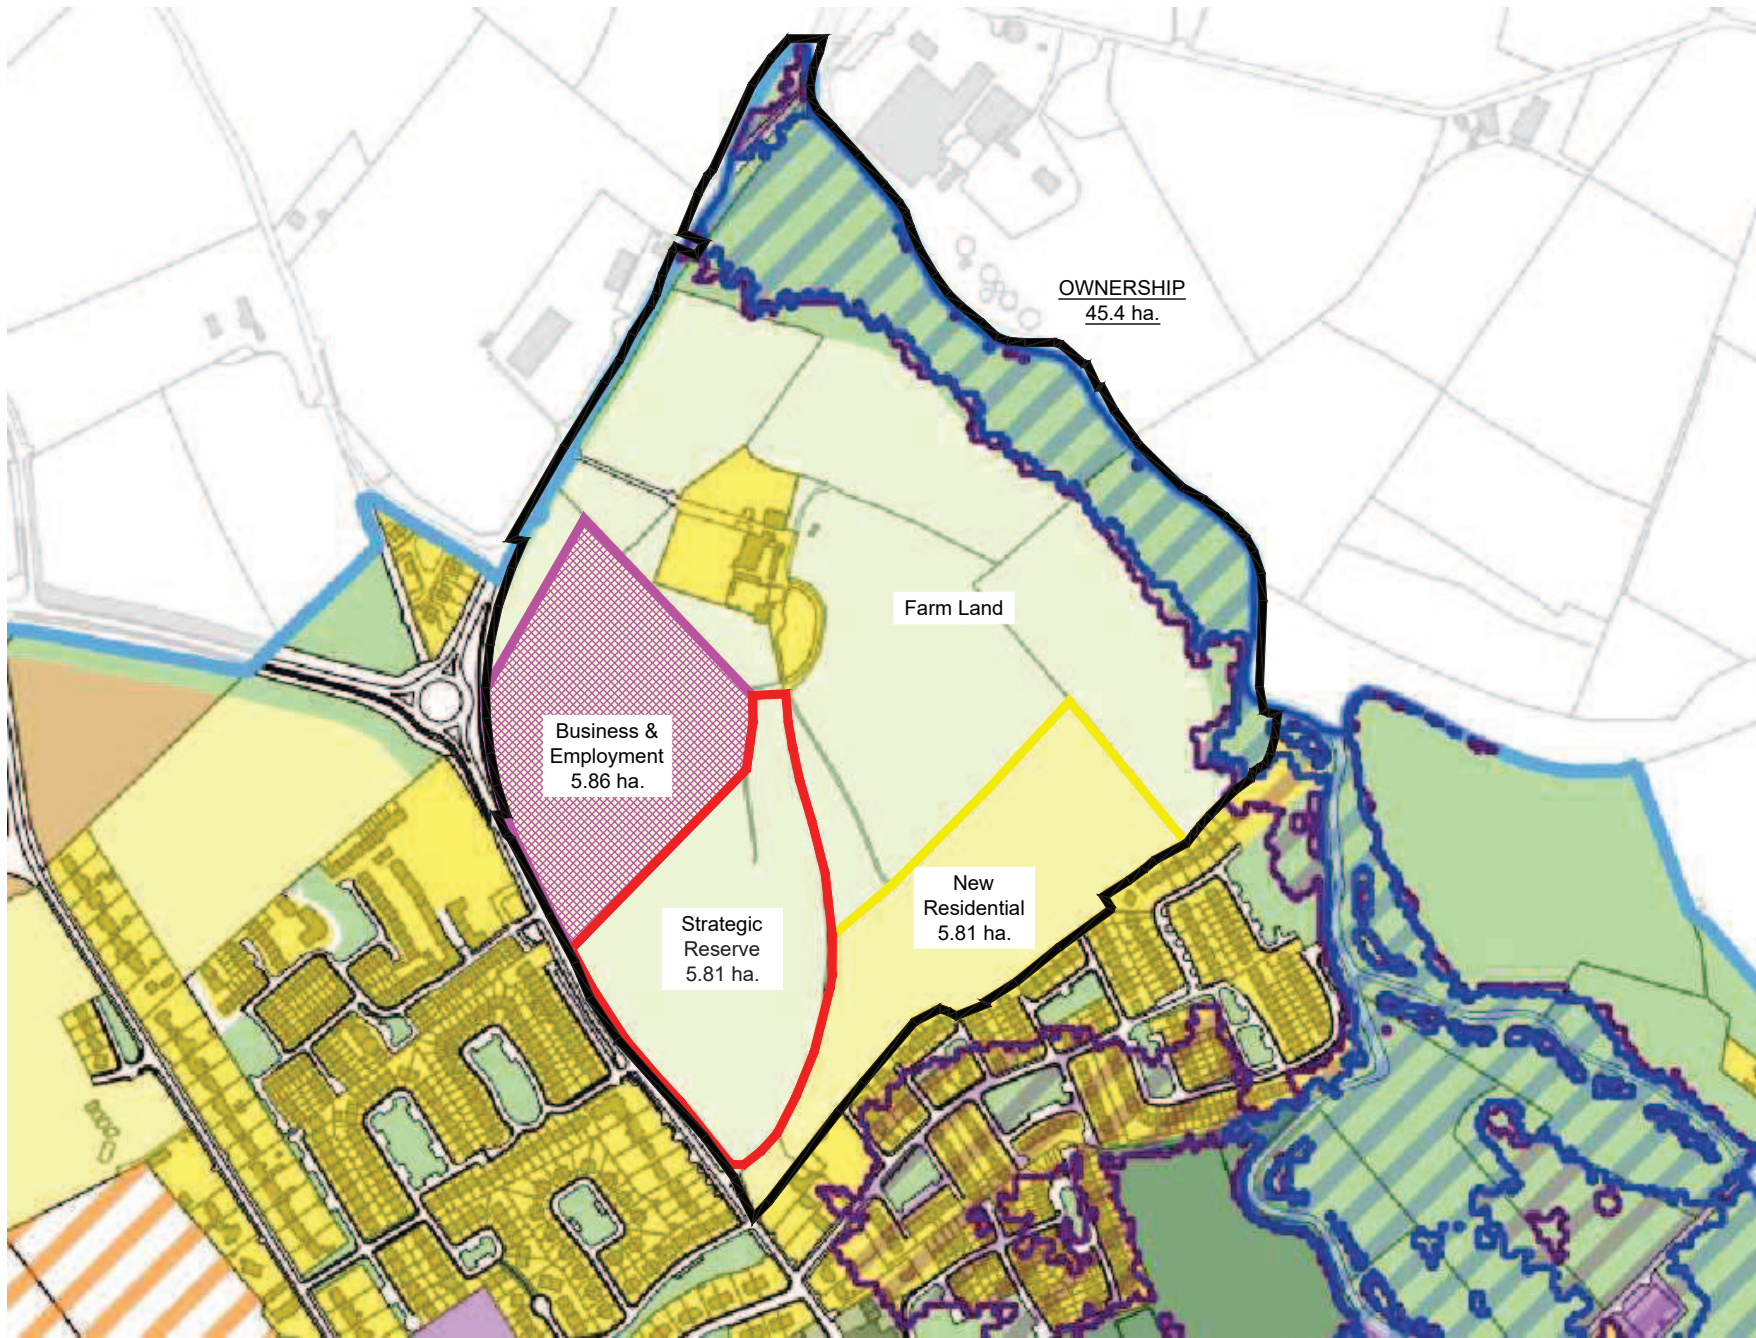 OWNERSHIP
45.4 ha.
Farm Land
Business &
Employment
5.86 ha.
New
Residential
5.81 ha.
Strategic
Reserve
5.81 ha.